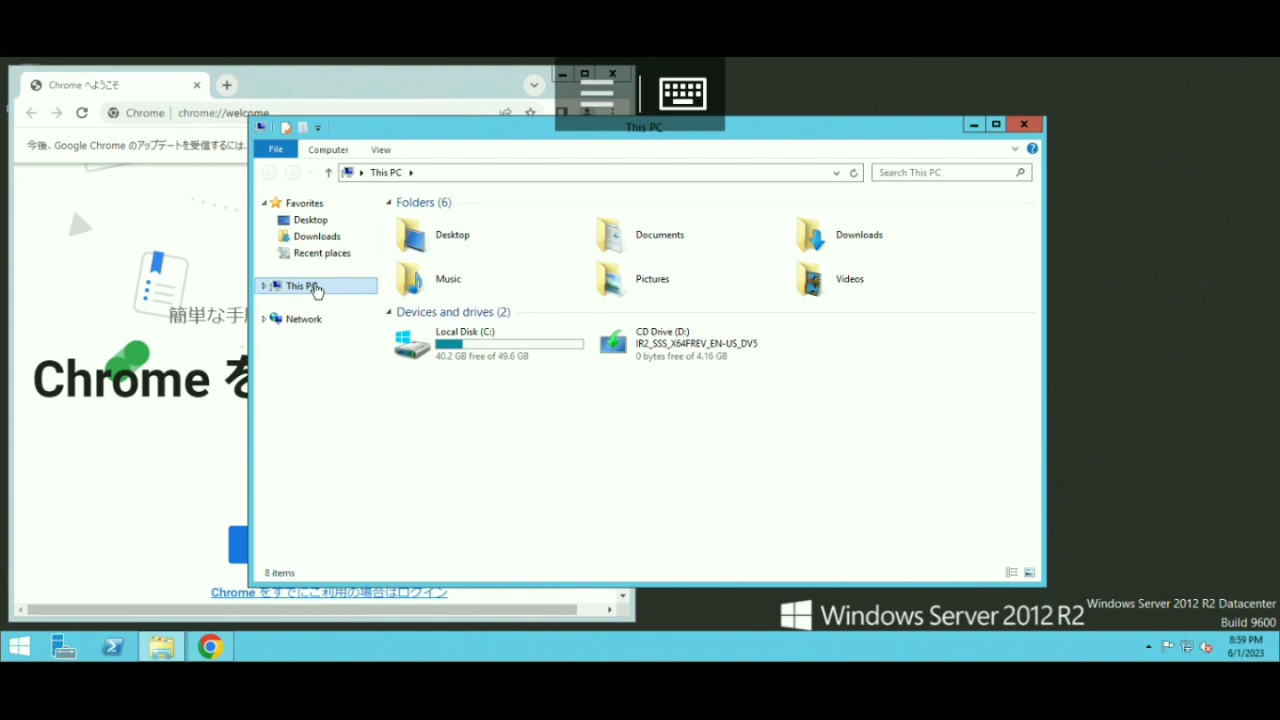 Chrome へようこそ
Chrome
chrome://welcome
今後、Google Chrome のアップデートを受信するには、
簡単な手
Chrome を
Chrome をすでにご利用の場合はログイン
This PC
File
Computer
View
This PC
Search This PC
Favorites
Desktop
Downloads
Recent places
This PC
Network
Folders (6)
Desktop
Documents
Downloads
Music
Pictures
Videos
Devices and drives (2)
Local Disk (C:)
40.2 GB free of 49.6 GB
CD Drive (D:)
IR2_SSS_X64FREV_EN-US_DV5
0 bytes free of 4.16 GB
8 items
Windows Server 2012 R2
Windows Server 2012 R2 Datacenter
Build 9600
8:59 PM
6/1/2023